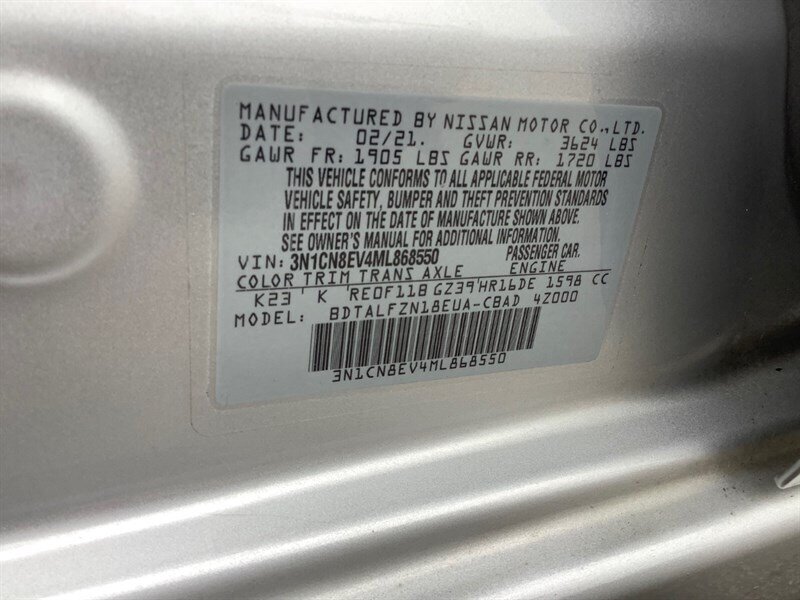 MANUFACTURED BY NISSAN MOTOR CO.,LTD.
DATE: 02/21. GVWR: 3624 LBS
GAWR FR: 1905 LBS GAWR RR: 1720 LBS
THIS VEHICLE CONFORMS TO ALL APPLICABLE FEDERAL MOTOR
VEHICLE SAFETY, BUMPER AND THEFT PREVENTION STANDARDS
IN EFFECT ON THE DATE OF MANUFACTURE SHOWN ABOVE.
SEE OWNER'S MANUAL FOR ADDITIONAL INFORMATION.
VIN: 3N1CN8EV4ML868550 PASSENGER CAR.
COLOR TRIM TRANS AXLE ENGINE
K23 ' K ' RE0F11B GZ39'HR16DE 1598 CC
MODEL: BDTALFZN18EUA-CBAD 4Z000
3N1CN8EV4ML868550